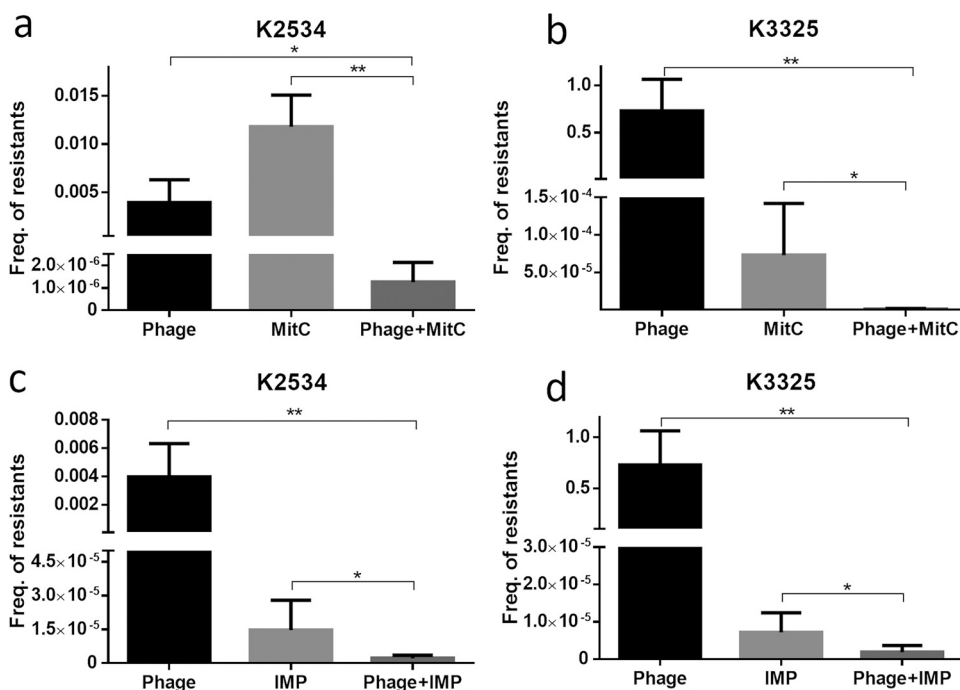 a
K2534
*
**
Freq. of resistants
0.015
0.010
0.005
2.0×10⁻⁶
1.0×10⁻⁶
0
Phage MitC Phage+MitC
b
K3325
**
*
Freq. of resistants
1.0
0.5
1.5×10⁻⁴
1.0×10⁻⁴
5.0×10⁻⁵
Phage MitC Phage+MitC
c
K2534
**
*
Freq. of resistants
0.008
0.006
0.004
0.002
4.5×10⁻⁵
3.0×10⁻⁵
1.5×10⁻⁵
0
Phage IMP Phage+IMP
d
K3325
**
*
Freq. of resistants
1.0
0.5
3.0×10⁻⁵
2.0×10⁻⁵
1.0×10⁻⁵
0
Phage IMP Phage+IMP